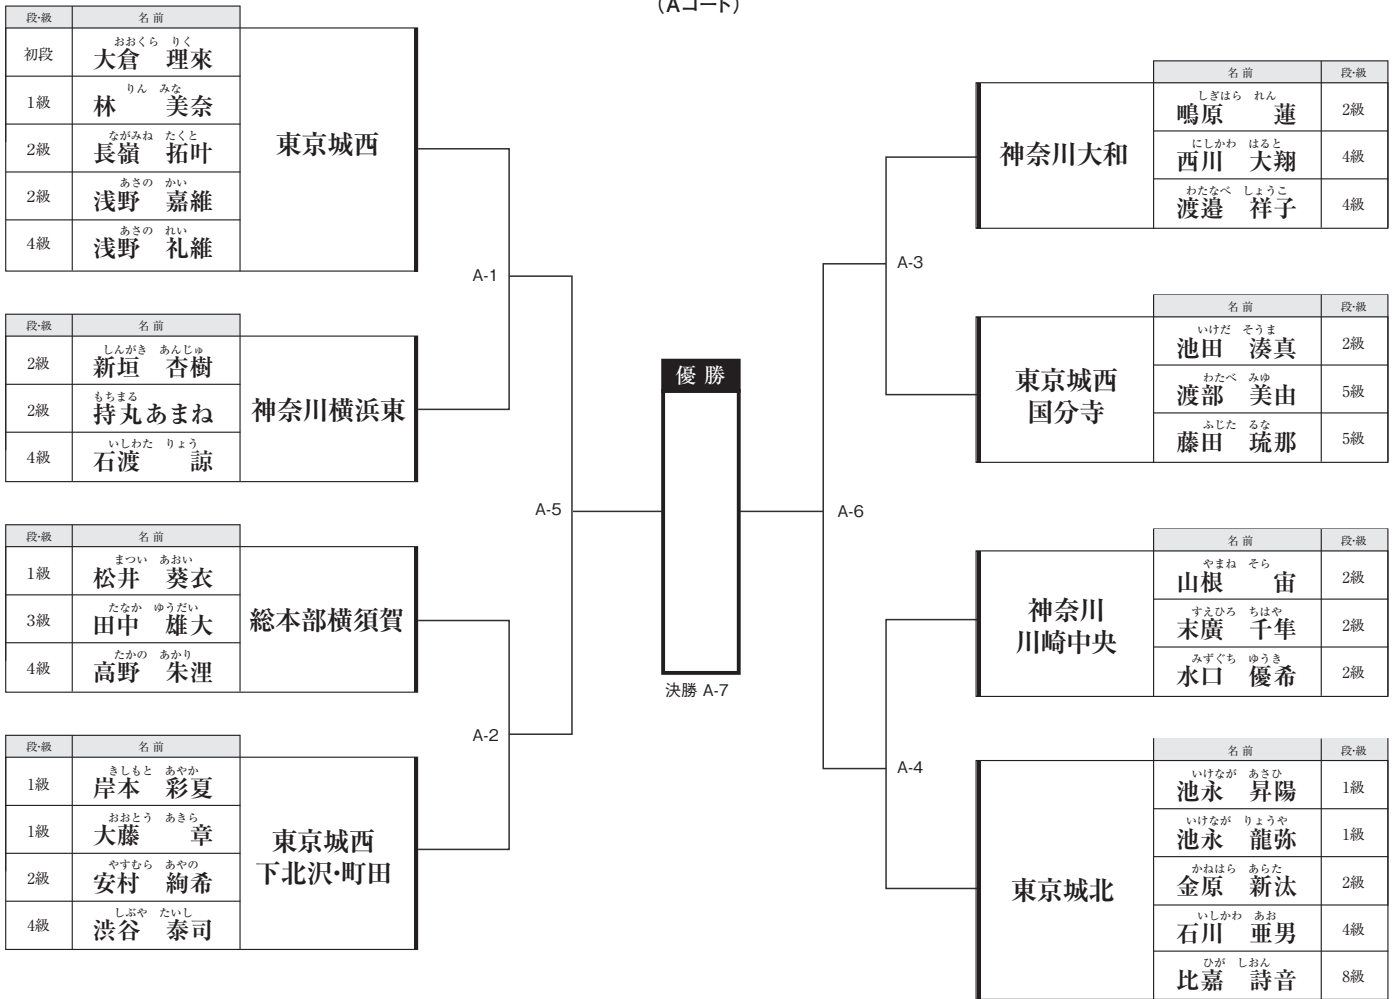 (Aコート)
段・級 名前
おおくら りく
初段 大倉 理來
りん みな
1級 林 美奈
ながみね たくと
2級 長嶺 拓叶
あさの かい
2級 浅野 嘉維
あさの れい
4級 浅野 礼維
東京城西
A-1
段・級 名前
しんがき あんじゅ
2級 新垣 杏樹
もちまる
2級 持丸あまね
いしわた りょう
4級 石渡 諒
神奈川横浜東
A-5
段・級 名前
まつい あおい
1級 松井 葵衣
たなか ゆうだい
3級 田中 雄大
たかの あかり
4級 高野 朱浬
総本部横須賀
A-2
段・級 名前
きしもと あやか
1級 岸本 彩夏
おおとう あきら
1級 大藤 章
やすむら あやの
2級 安村 絢希
しぶや たいし
4級 渋谷 泰司
東京城西
下北沢・町田
優勝
決勝 A-7
名前 段・級
しぎはら れん
鴫原 蓮 2級
にしかわ はると
西川 大翔 4級
わたなべ しょうこ
渡邉 祥子 4級
神奈川大和
A-3
名前 段・級
いけだ そうま
池田 湊真 2級
わたべ みゆ
渡部 美由 5級
ふじた るな
藤田 琉那 5級
東京城西
国分寺
A-6
名前 段・級
やまね そら
山根 宙 2級
すえひろ ちはや
末廣 千隼 2級
みずぐち ゆうき
水口 優希 2級
神奈川
川崎中央
A-4
名前 段・級
いけなが あさひ
池永 昇陽 1級
いけなが りょうや
池永 龍弥 1級
かねはら あらた
金原 新汰 2級
いしかわ あお
石川 亜男 4級
ひが しおん
比嘉 詩音 8級
東京城北